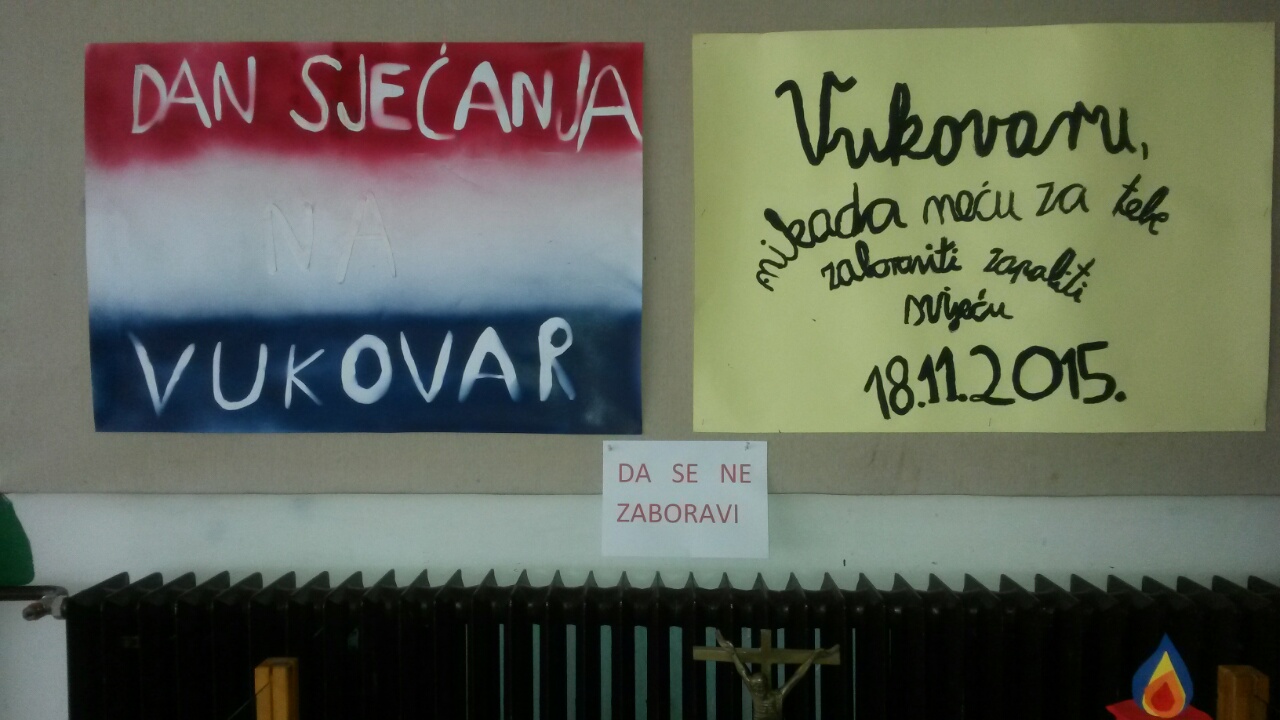 DAN SJEĆANJA
NA
VUKOVAR
Vukovaru,
nikada neću za tebe
zaboraviti zapaliti
svijeću
18.11.2015.
DA SE NE
ZABORAVI